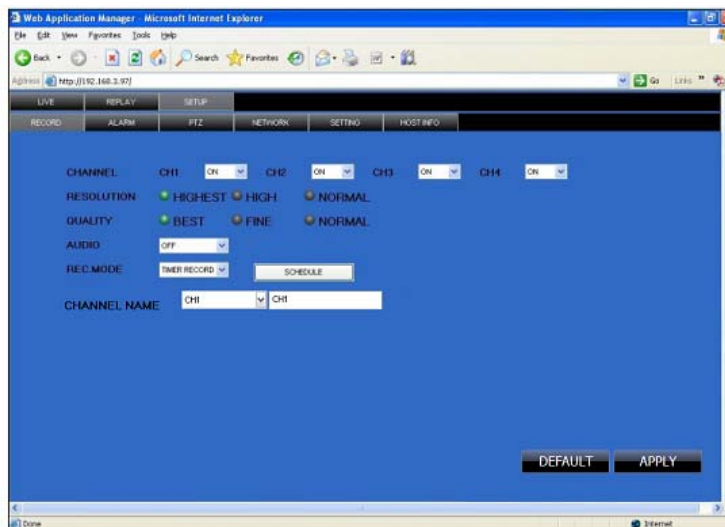 Web Application Manager - Microsoft Internet Explorer
File Edit View Favorites Tools Help
Back Search Favorites
Address http://192.168.3.97/ Go Links »
LIVE REPLAY SETUP
RECORD ALARM PTZ NETWORK SETTING HOST INFO
CHANNEL CH1 ON CH2 ON CH3 ON CH4 ON
RESOLUTION HIGHEST HIGH NORMAL
QUALITY BEST FINE NORMAL
AUDIO OFF
REC.MODE TIMER RECORD SCHEDULE
CHANNEL NAME CH1 CH1
DEFAULT APPLY
Done Internet